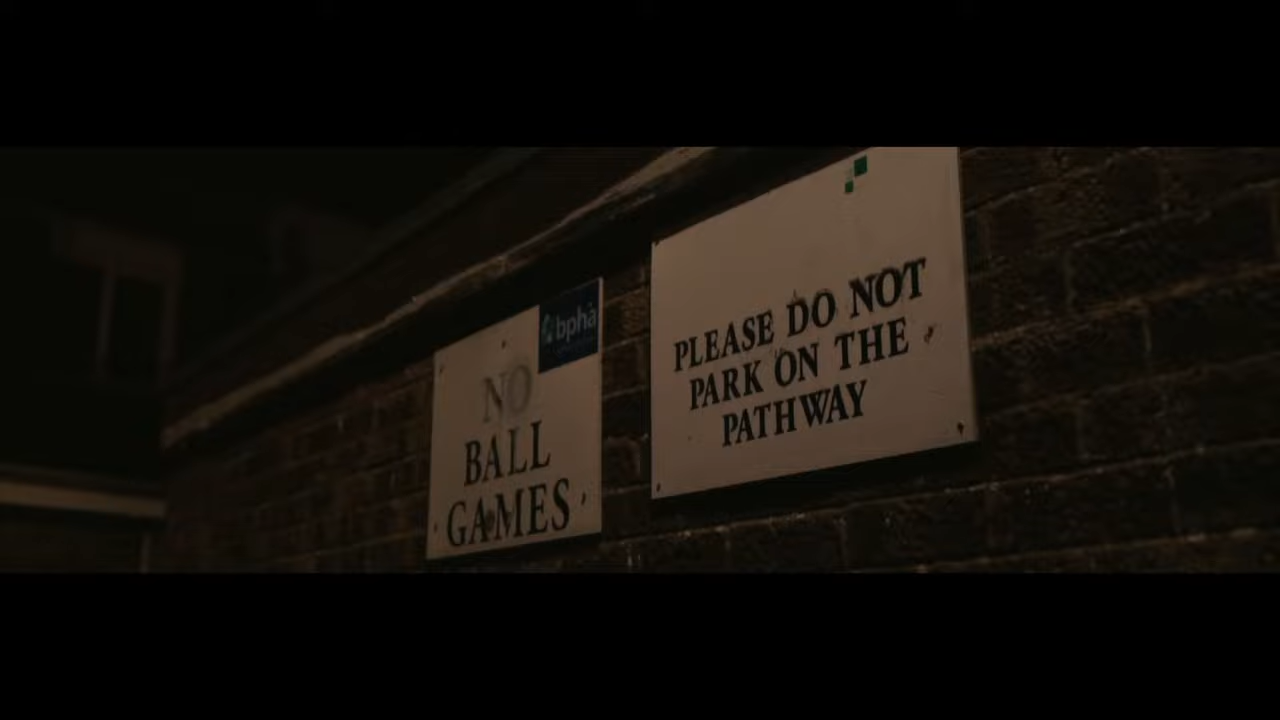 bpha
NO
BALL
GAMES
PLEASE DO NOT
PARK ON THE
PATHWAY